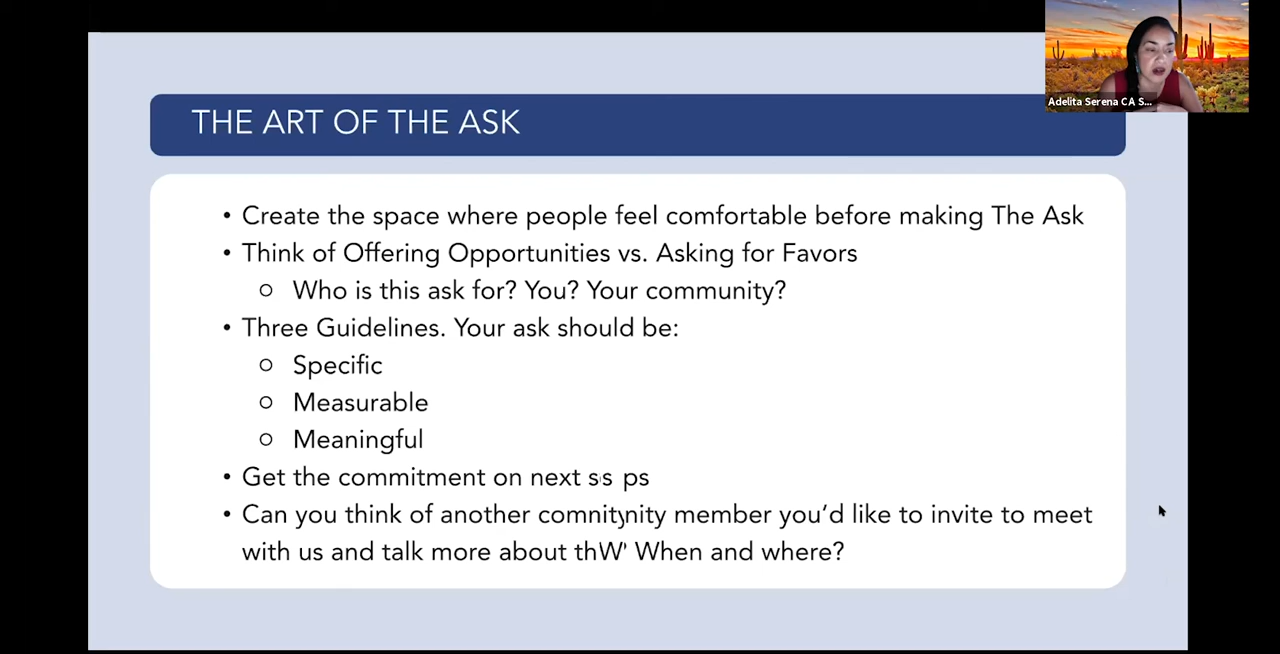 Adelita Serena CA S...
THE ART OF THE ASK
• Create the space where people feel comfortable before making The Ask
• Think of Offering Opportunities vs. Asking for Favors
○ Who is this ask for? You? Your community?
• Three Guidelines. Your ask should be:
○ Specific
○ Measurable
○ Meaningful
• Get the commitment on next
• Can you think of another member you'd like to invite to meet
with us and talk more about When and where?